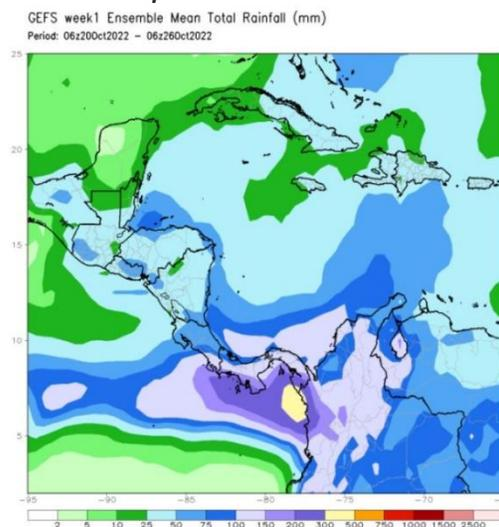 GEFS week1 Ensemble Mean Total Rainfall (mm)
Period: 06z20Oct2022 – 06z26Oct2022
25
20
15
10
5
-95 -90 -85 -80 -75 -70
2 5 10 25 50 75 100 150 200 300 500 750 1000 1500 2500